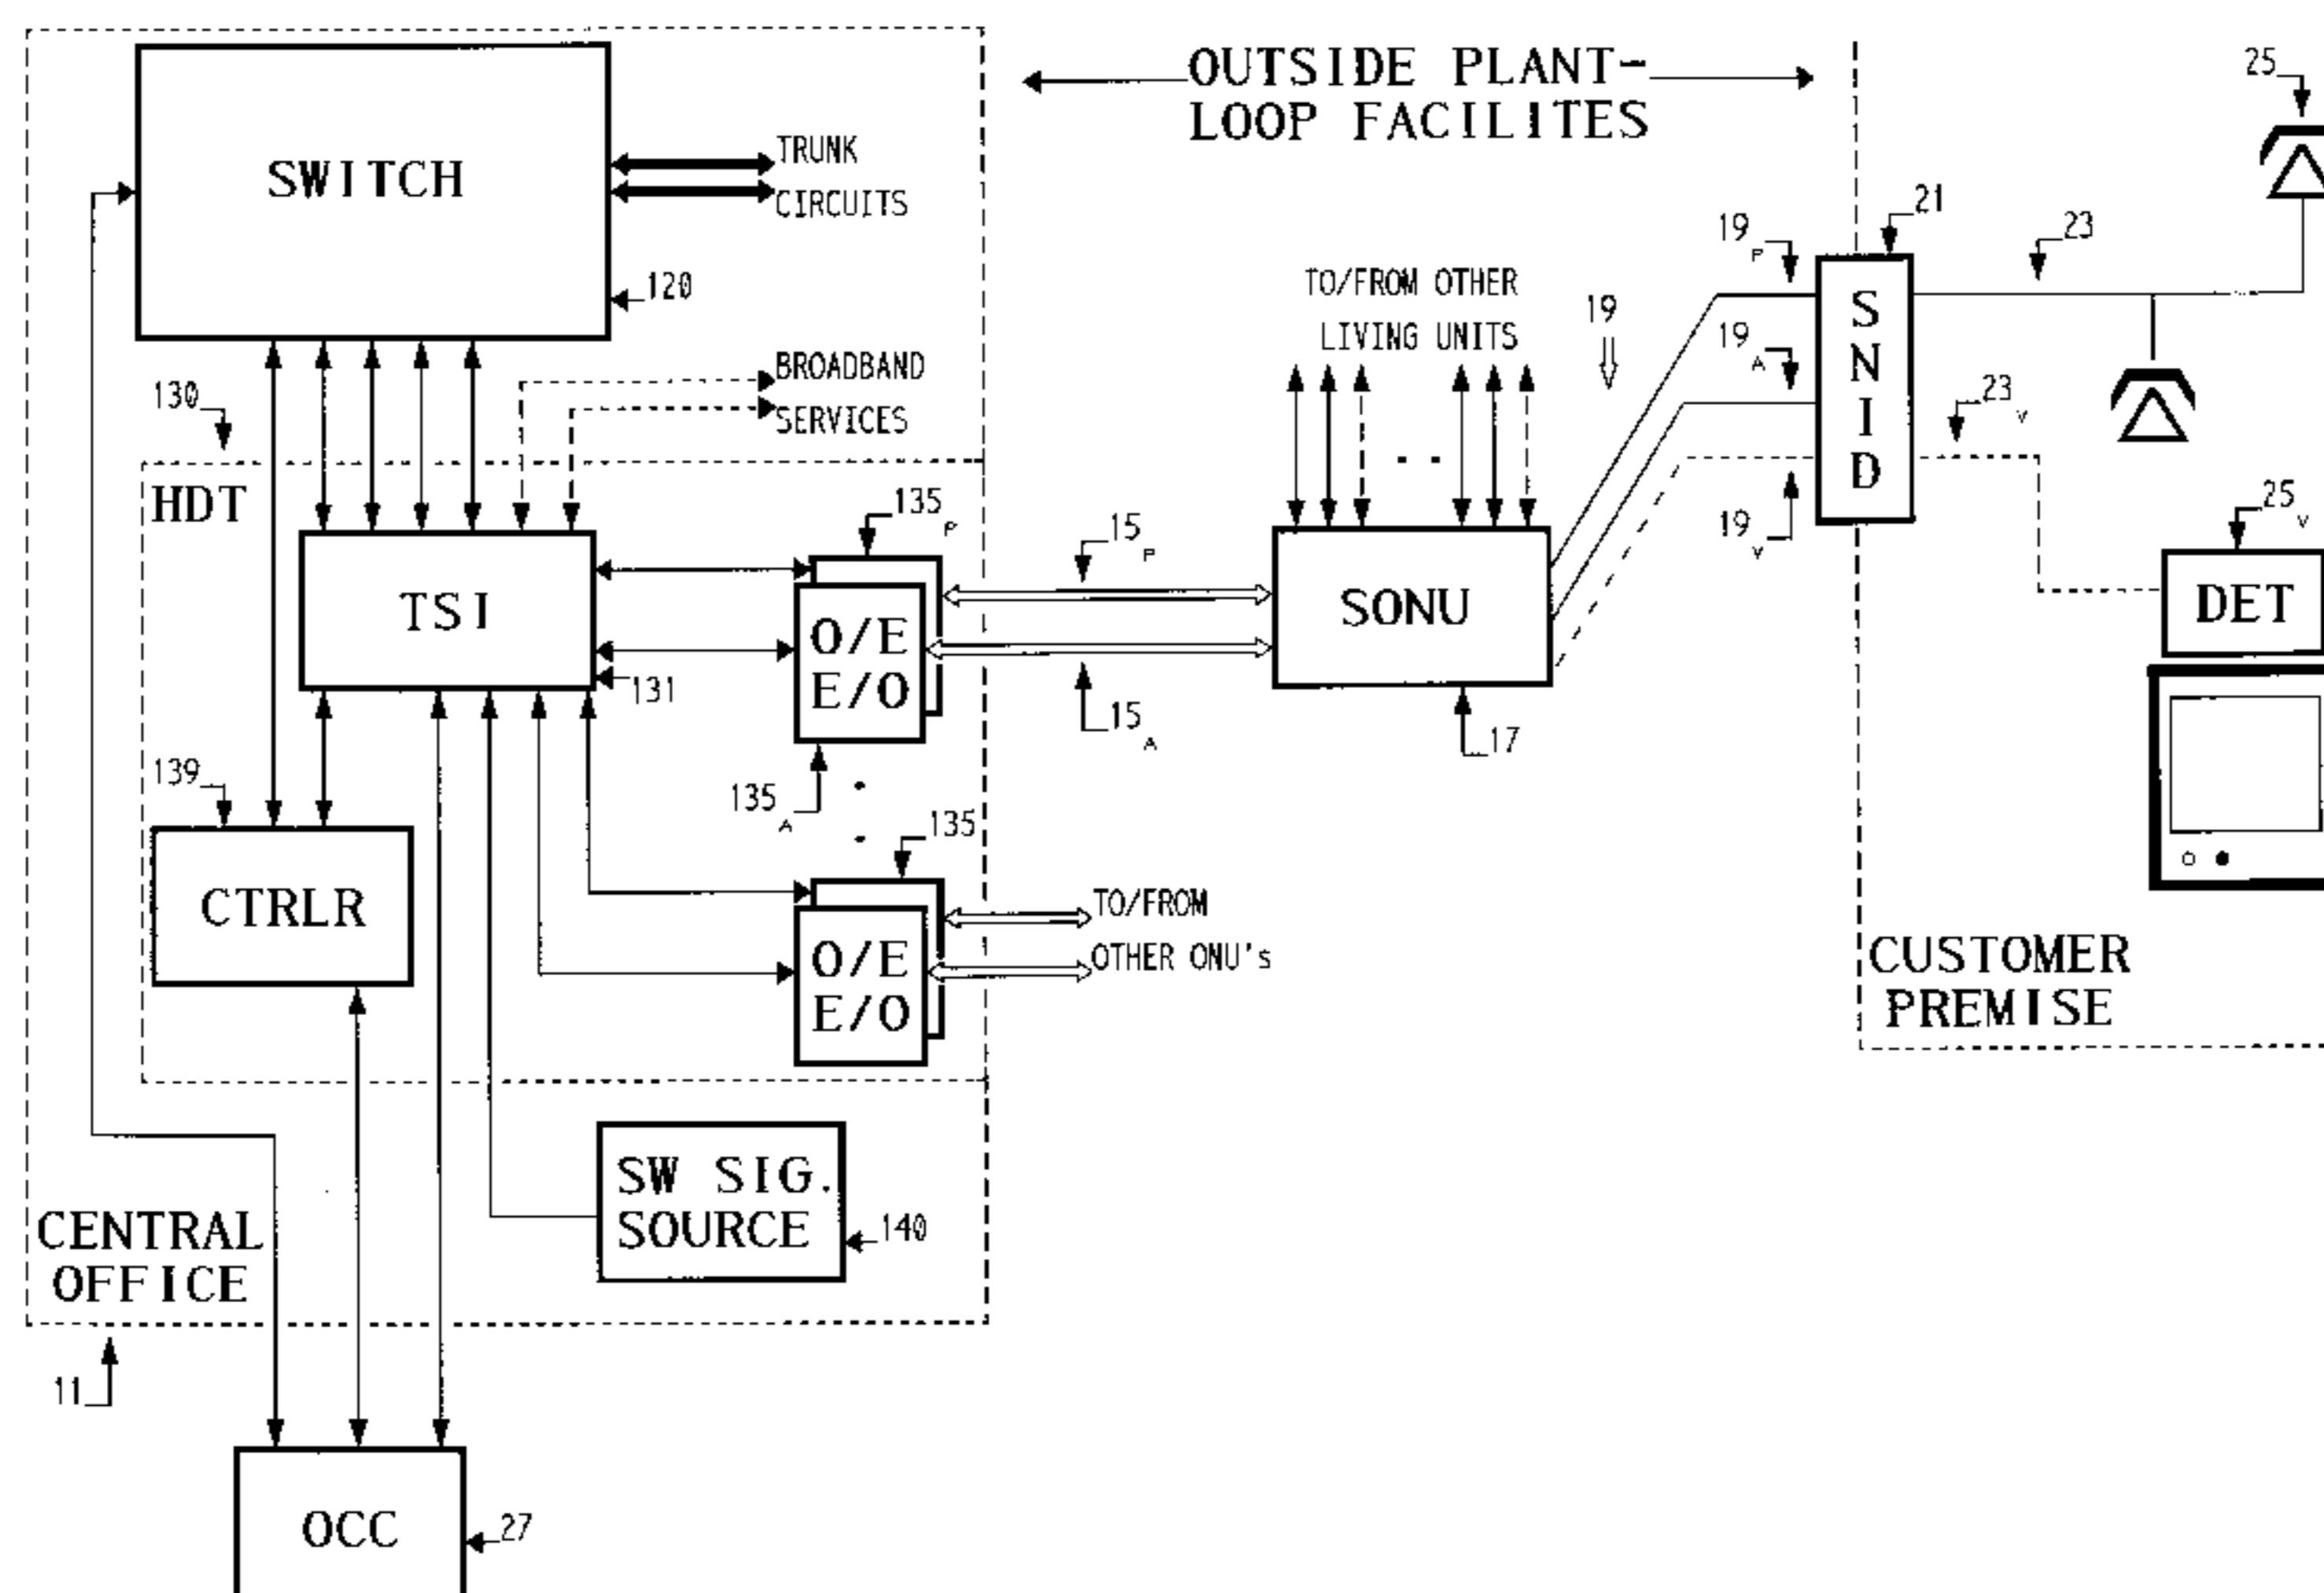 OUTSIDE PLANT-
LOOP FACILITES
25
SWITCH
TRUNK
CIRCUITS
120
21
19P
23
TO/FROM OTHER
LIVING UNITS
19
19A
BROADBAND
SERVICES
130
SNID
23V
HDT
135P
15P
19V
25V
TSI
O/E
E/O
SONU
DET
131
15A
17
139
135A
135
CTRLR
O/E
E/O
TO/FROM
OTHER ONU's
CUSTOMER
PREMISE
SW SIG.
SOURCE
140
CENTRAL
OFFICE
11
OCC
27